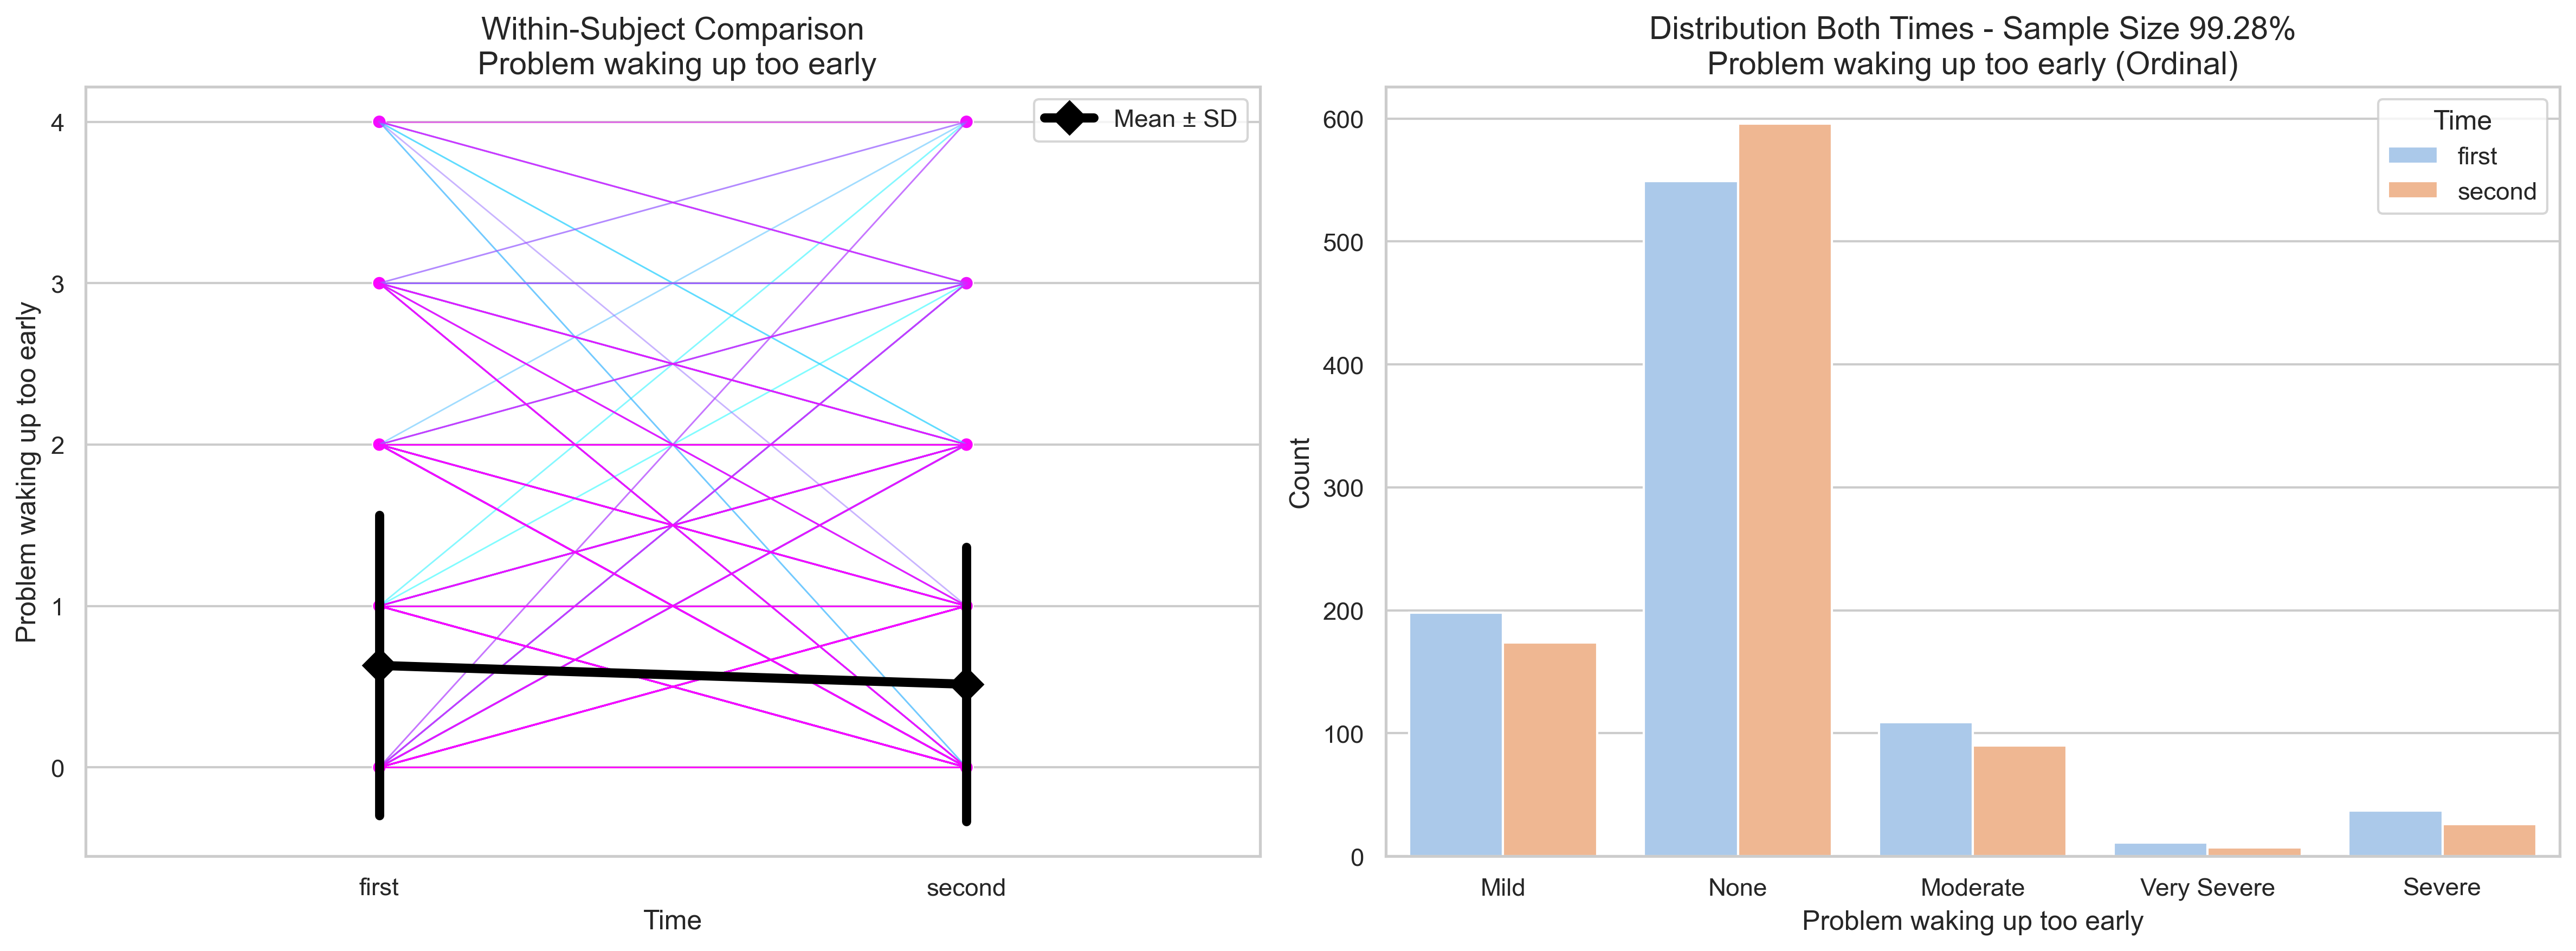 Within-Subject Comparison
Problem waking up too early
4
3
2
1
0
Problem waking up too early
Mean ± SD
first
second
Time
Distribution Both Times - Sample Size 99.28%
Problem waking up too early (Ordinal)
600
500
400
300
200
100
0
Count
Time
first
second
Mild
None
Moderate
Very Severe
Severe
Problem waking up too early